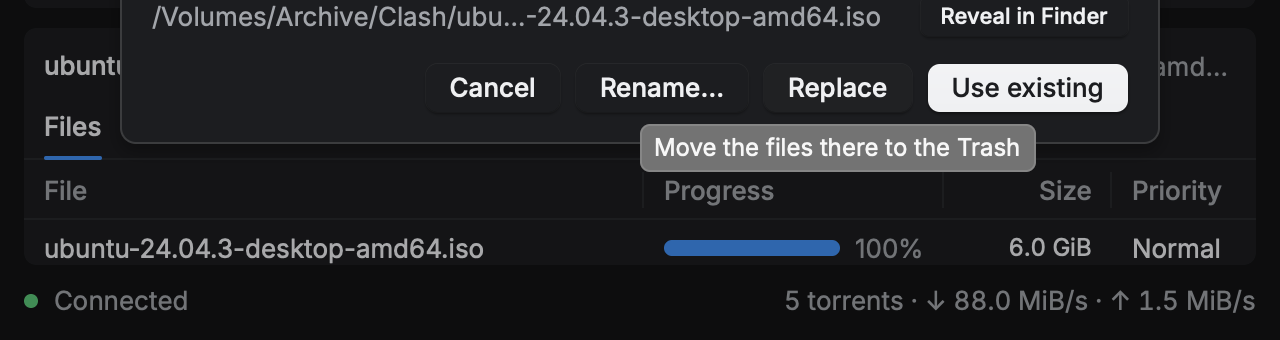 /Volumes/Archive/Clash/ubu...-24.04.3-desktop-amd64.iso Reveal in Finder
ubuntu amd...
Cancel Rename... Replace Use existing
Files
Move the files there to the Trash
File Progress Size Priority
ubuntu-24.04.3-desktop-amd64.iso 100% 6.0 GiB Normal
Connected 5 torrents · ↓ 88.0 MiB/s · ↑ 1.5 MiB/s